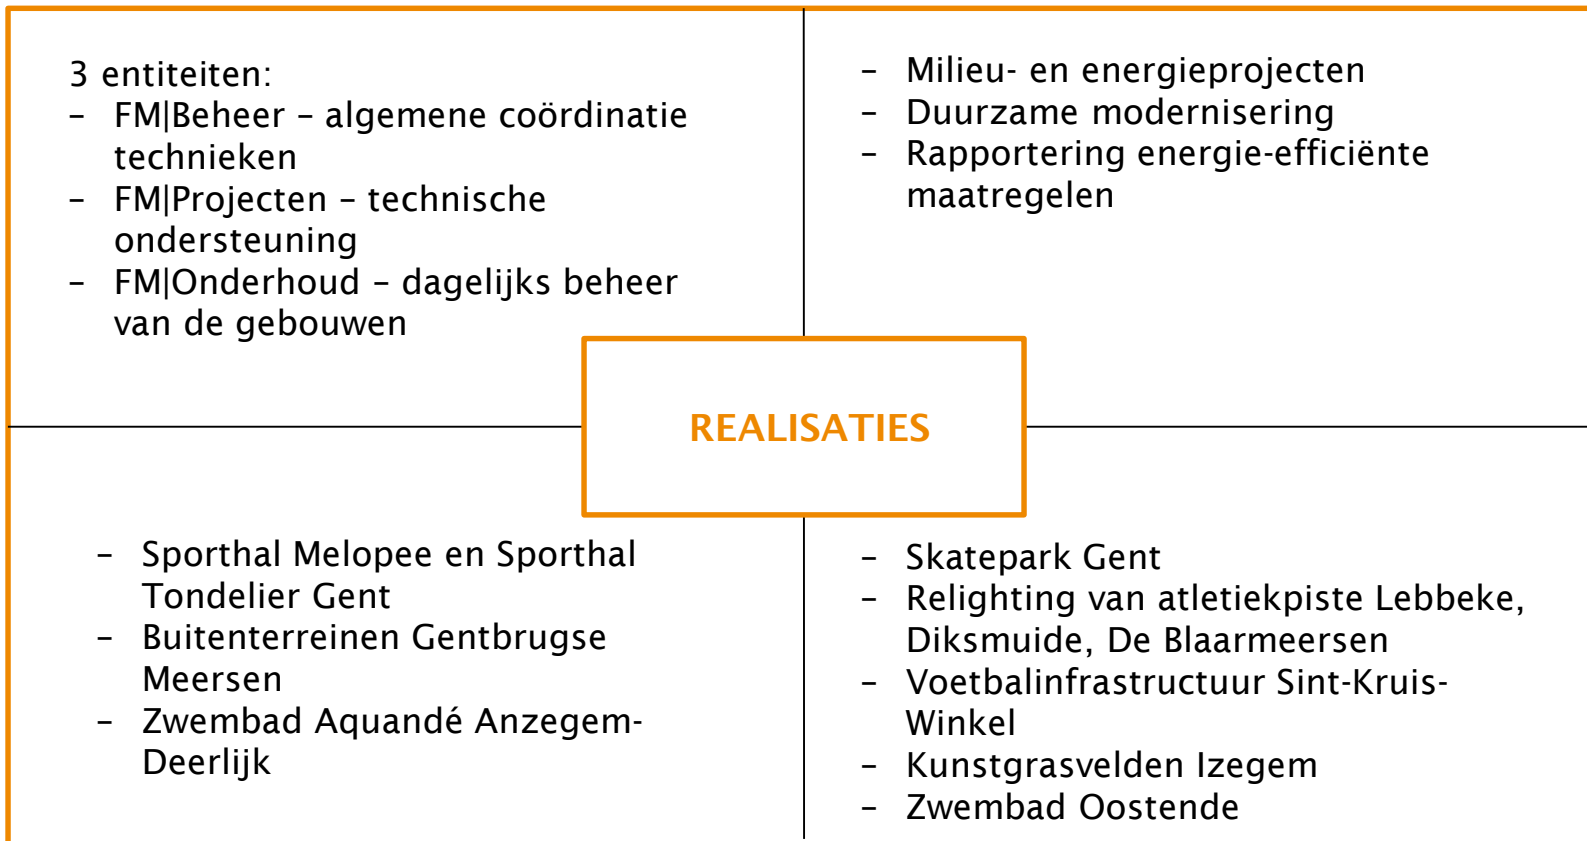 3 entiteiten:
– FM|Beheer – algemene coördinatie
technieken
– FM|Projecten – technische
ondersteuning
– FM|Onderhoud – dagelijks beheer
van de gebouwen
– Milieu- en energieprojecten
– Duurzame modernisering
– Rapportering energie-efficiënte
maatregelen
REALISATIES
– Sporthal Melopee en Sporthal
Tondelier Gent
– Buitenterreinen Gentbrugse
Meersen
– Zwembad Aquandé Anzegem-
Deerlijk
– Skatepark Gent
– Relighting van atletiekpiste Lebbeke,
Diksmuide, De Blaarmeersen
– Voetbalinfrastructuur Sint-Kruis-
Winkel
– Kunstgrasvelden Izegem
– Zwembad Oostende